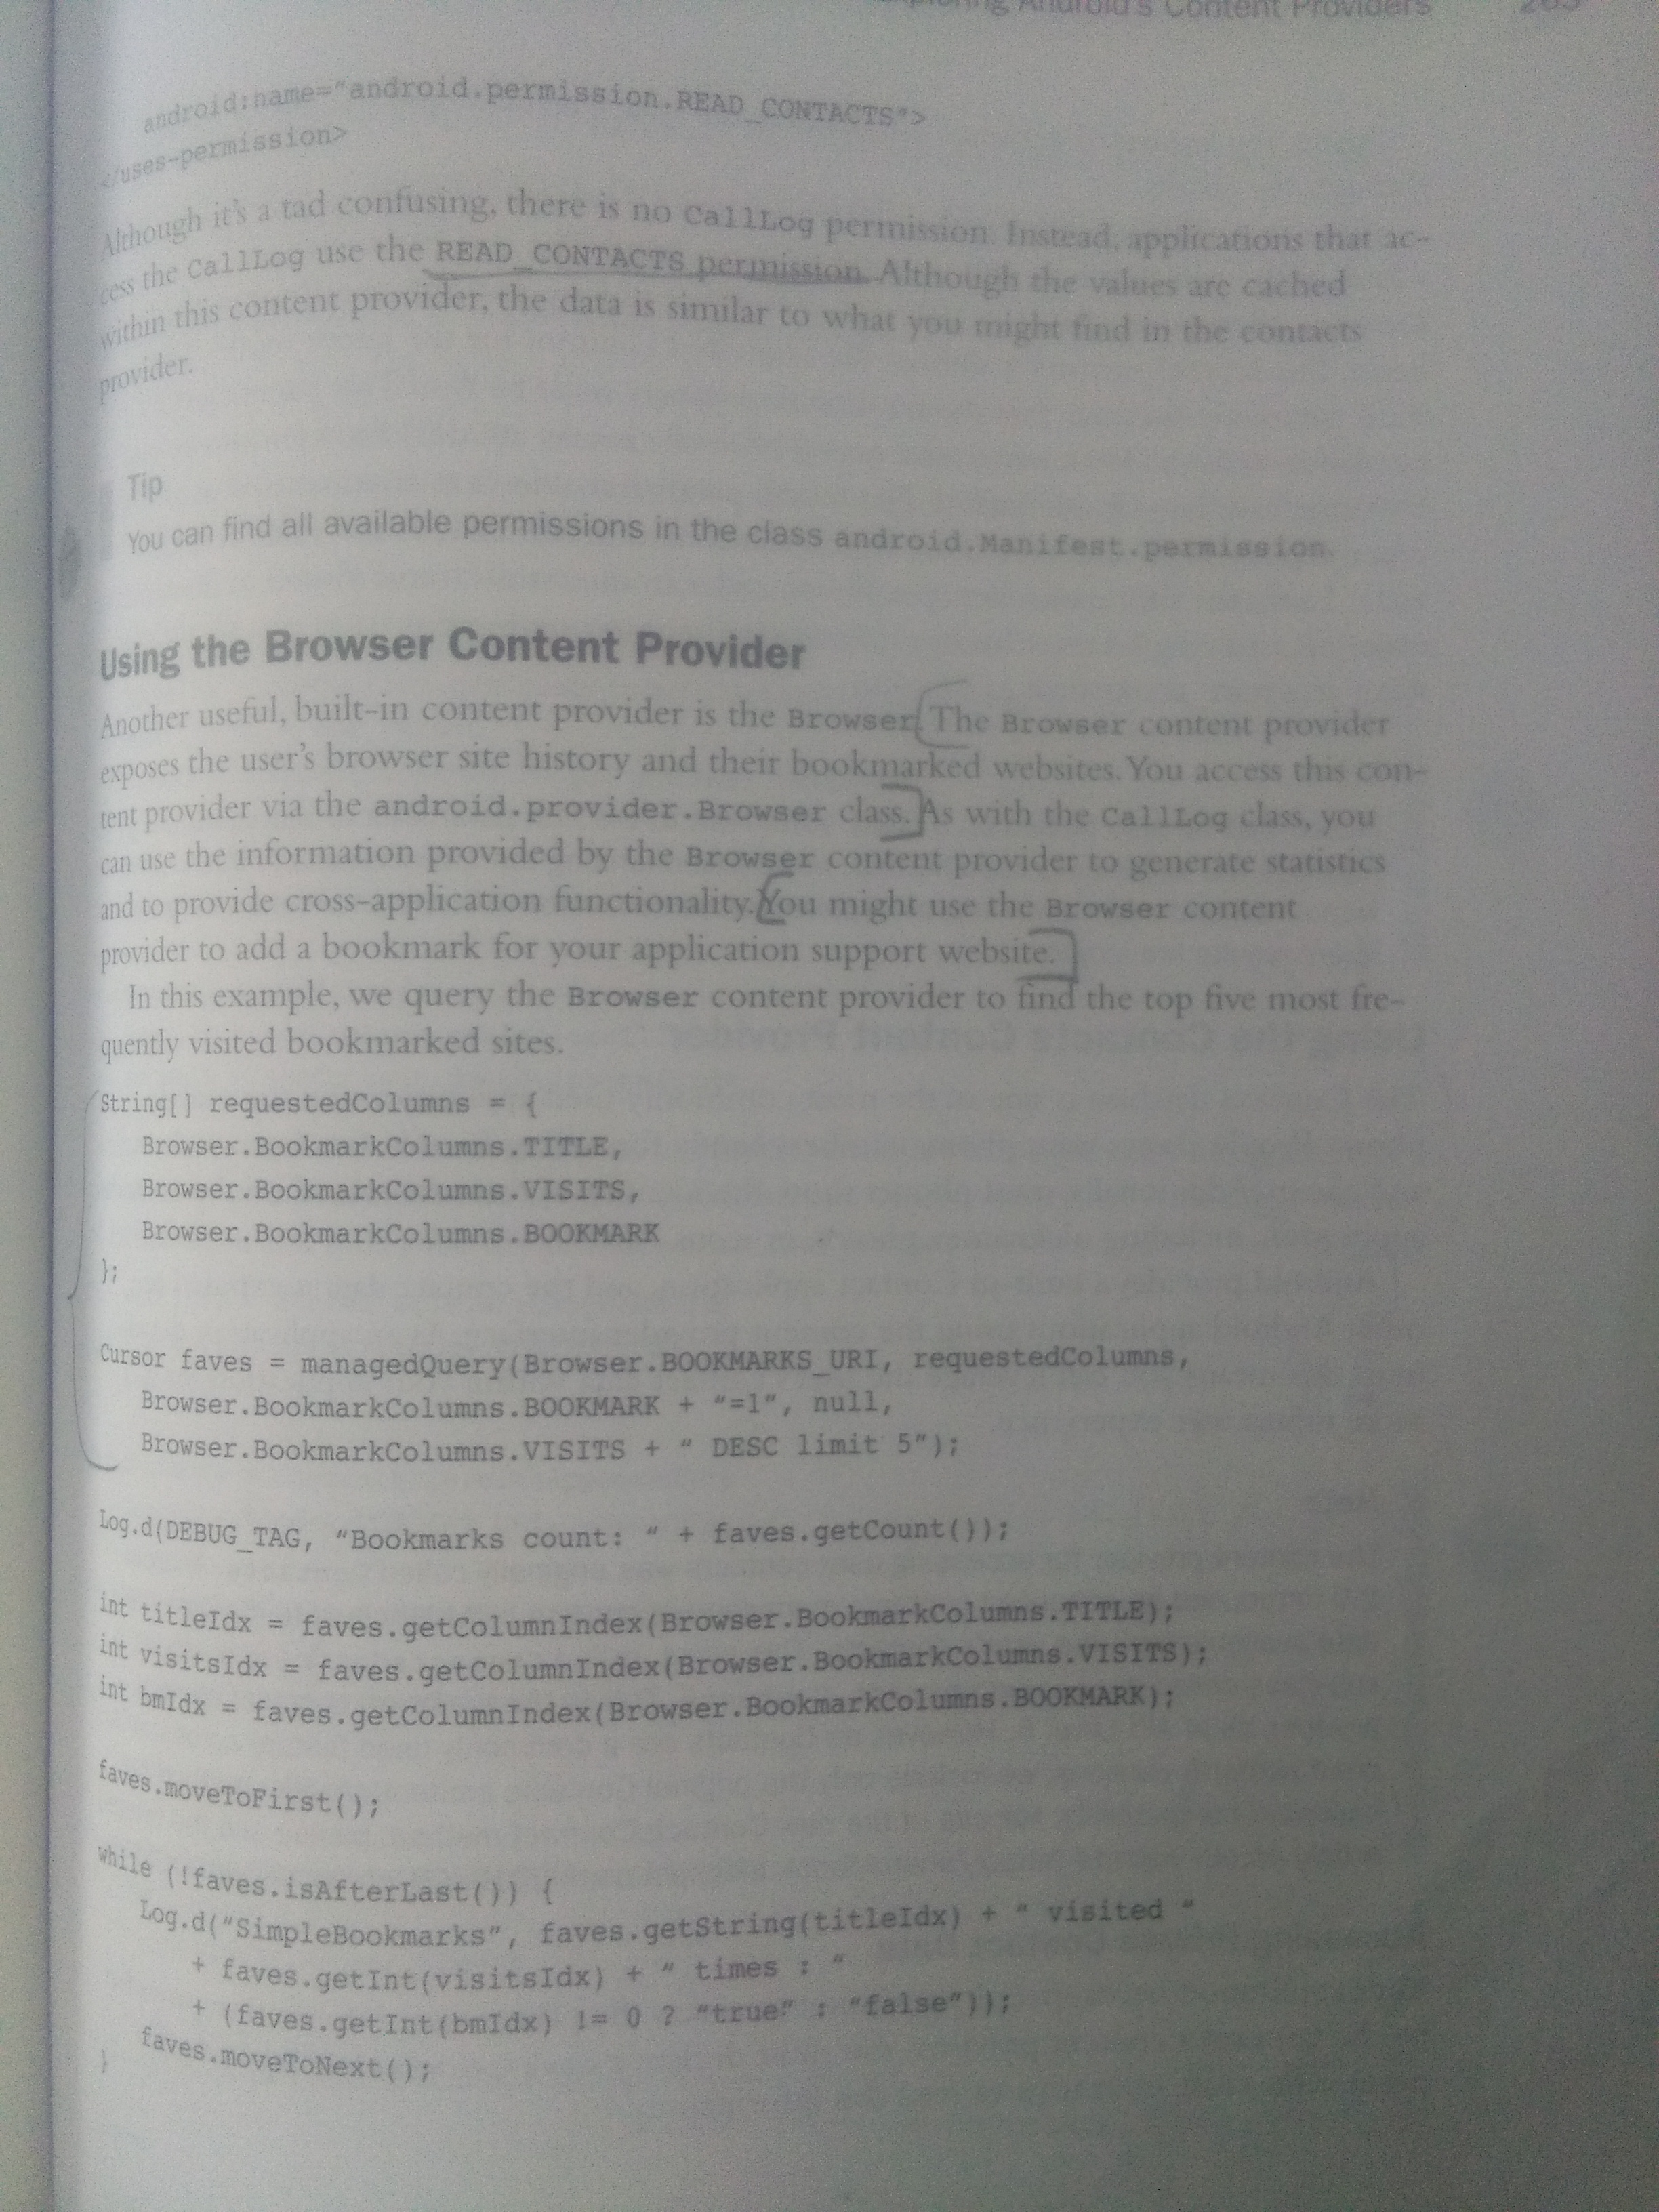 Android's Content Providers
android:name="android.permission.READ_CONTACTS">
</uses-permission>
Although it's a tad confusing, there is no CallLog permission. Instead, applications that ac-
cess the CallLog use the READ_CONTACTS permission. Although the values are cached
within this content provider, the data is similar to what you might find in the contacts
provider.
Tip
You can find all available permissions in the class android.Manifest.permission.
Using the Browser Content Provider
Another useful, built-in content provider is the Browser. The Browser content provider
exposes the user's browser site history and their bookmarked websites. You access this con-
tent provider via the android.provider.Browser class. As with the CallLog class, you
can use the information provided by the Browser content provider to generate statistics
and to provide cross-application functionality. You might use the Browser content
provider to add a bookmark for your application support website.
In this example, we query the Browser content provider to find the top five most fre-
quently visited bookmarked sites.
String[] requestedColumns = {
Browser.BookmarkColumns.TITLE,
Browser.BookmarkColumns.VISITS,
Browser.BookmarkColumns.BOOKMARK
};
Cursor faves = managedQuery(Browser.BOOKMARKS_URI, requestedColumns,
Browser.BookmarkColumns.BOOKMARK + "=1", null,
Browser.BookmarkColumns.VISITS + " DESC limit 5");
Log.d(DEBUG_TAG, "Bookmarks count: " + faves.getCount());
int titleIdx = faves.getColumnIndex(Browser.BookmarkColumns.TITLE);
int visitsIdx = faves.getColumnIndex(Browser.BookmarkColumns.VISITS);
int bmIdx = faves.getColumnIndex(Browser.BookmarkColumns.BOOKMARK);
faves.moveToFirst();
while (!faves.isAfterLast()) {
Log.d("SimpleBookmarks", faves.getString(titleIdx) + " visited "
+ faves.getInt(visitsIdx) + " times : "
+ (faves.getInt(bmIdx) != 0 ? "true" : "false"));
faves.moveToNext();
}